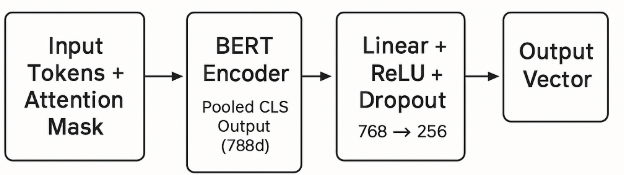 Input
Tokens +
Attention
Mask
BERT
Encoder
Pooled CLS
Output
(788d)
Linear +
ReLU +
Dropout
768 → 256
Output
Vector